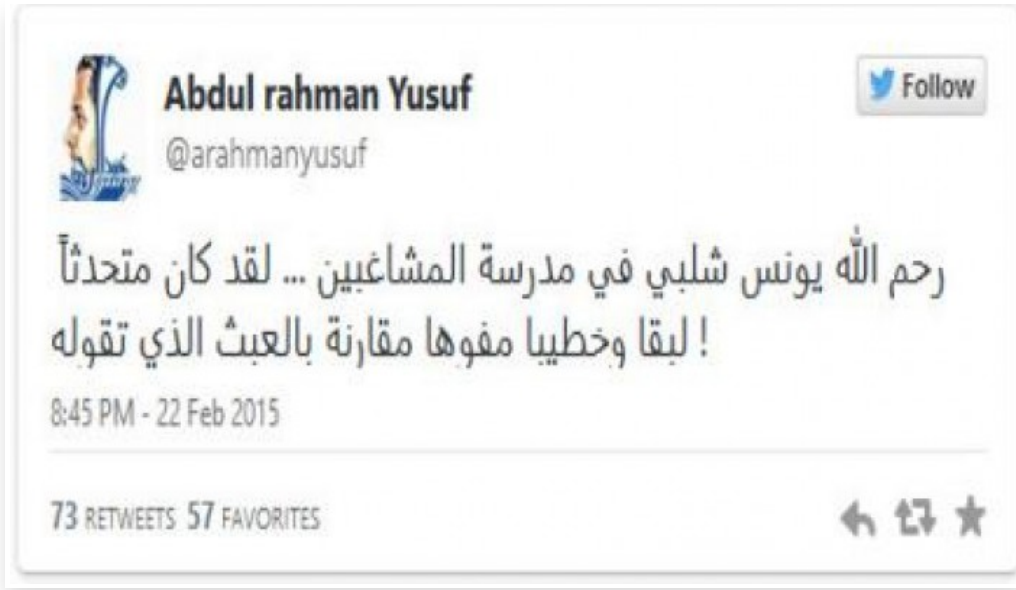 Abdul rahman Yusuf
Follow
@arahmanyusuf
رحم الله يونس شلبي في مدرسة المشاغبين ... لقد كان متحدثاً
لبقا وخطيبا مفوها مقارنة بالعبث الذي تقوله !
8:45 PM - 22 Feb 2015
73 RETWEETS 57 FAVORITES